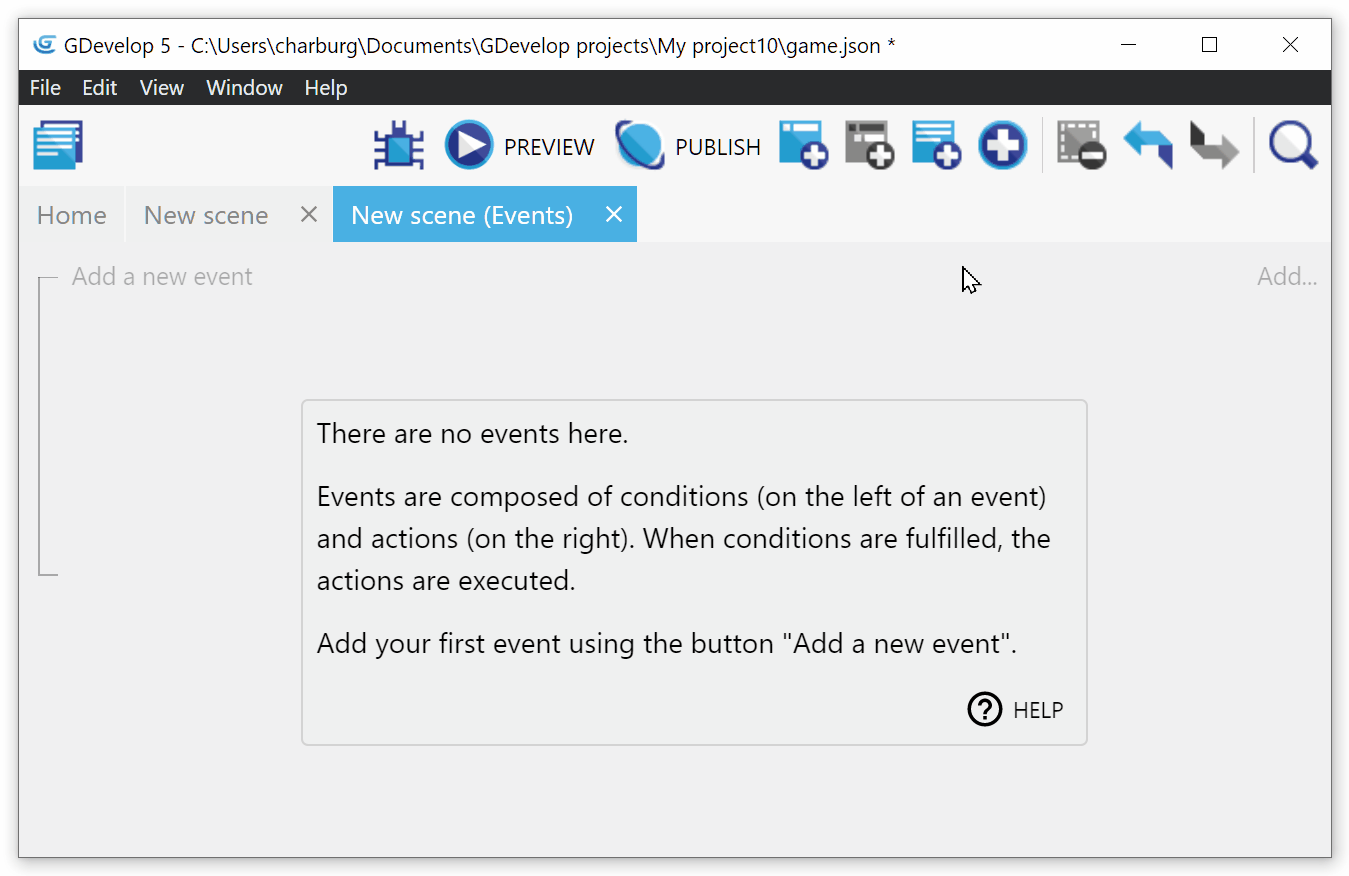 GDevelop 5 - C:\Users\charburg\Documents\GDevelop projects\My project10\game.json *
File Edit View Window Help
PREVIEW PUBLISH
Home New scene New scene (Events)
Add a new event Add...
There are no events here.
Events are composed of conditions (on the left of an event)
and actions (on the right). When conditions are fulfilled, the
actions are executed.
Add your first event using the button "Add a new event".
HELP